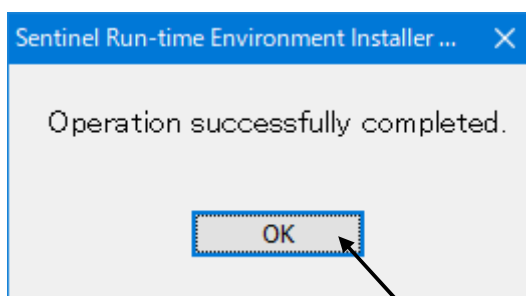 Sentinel Run-time Environment Installer ...
Operation successfully completed.
OK